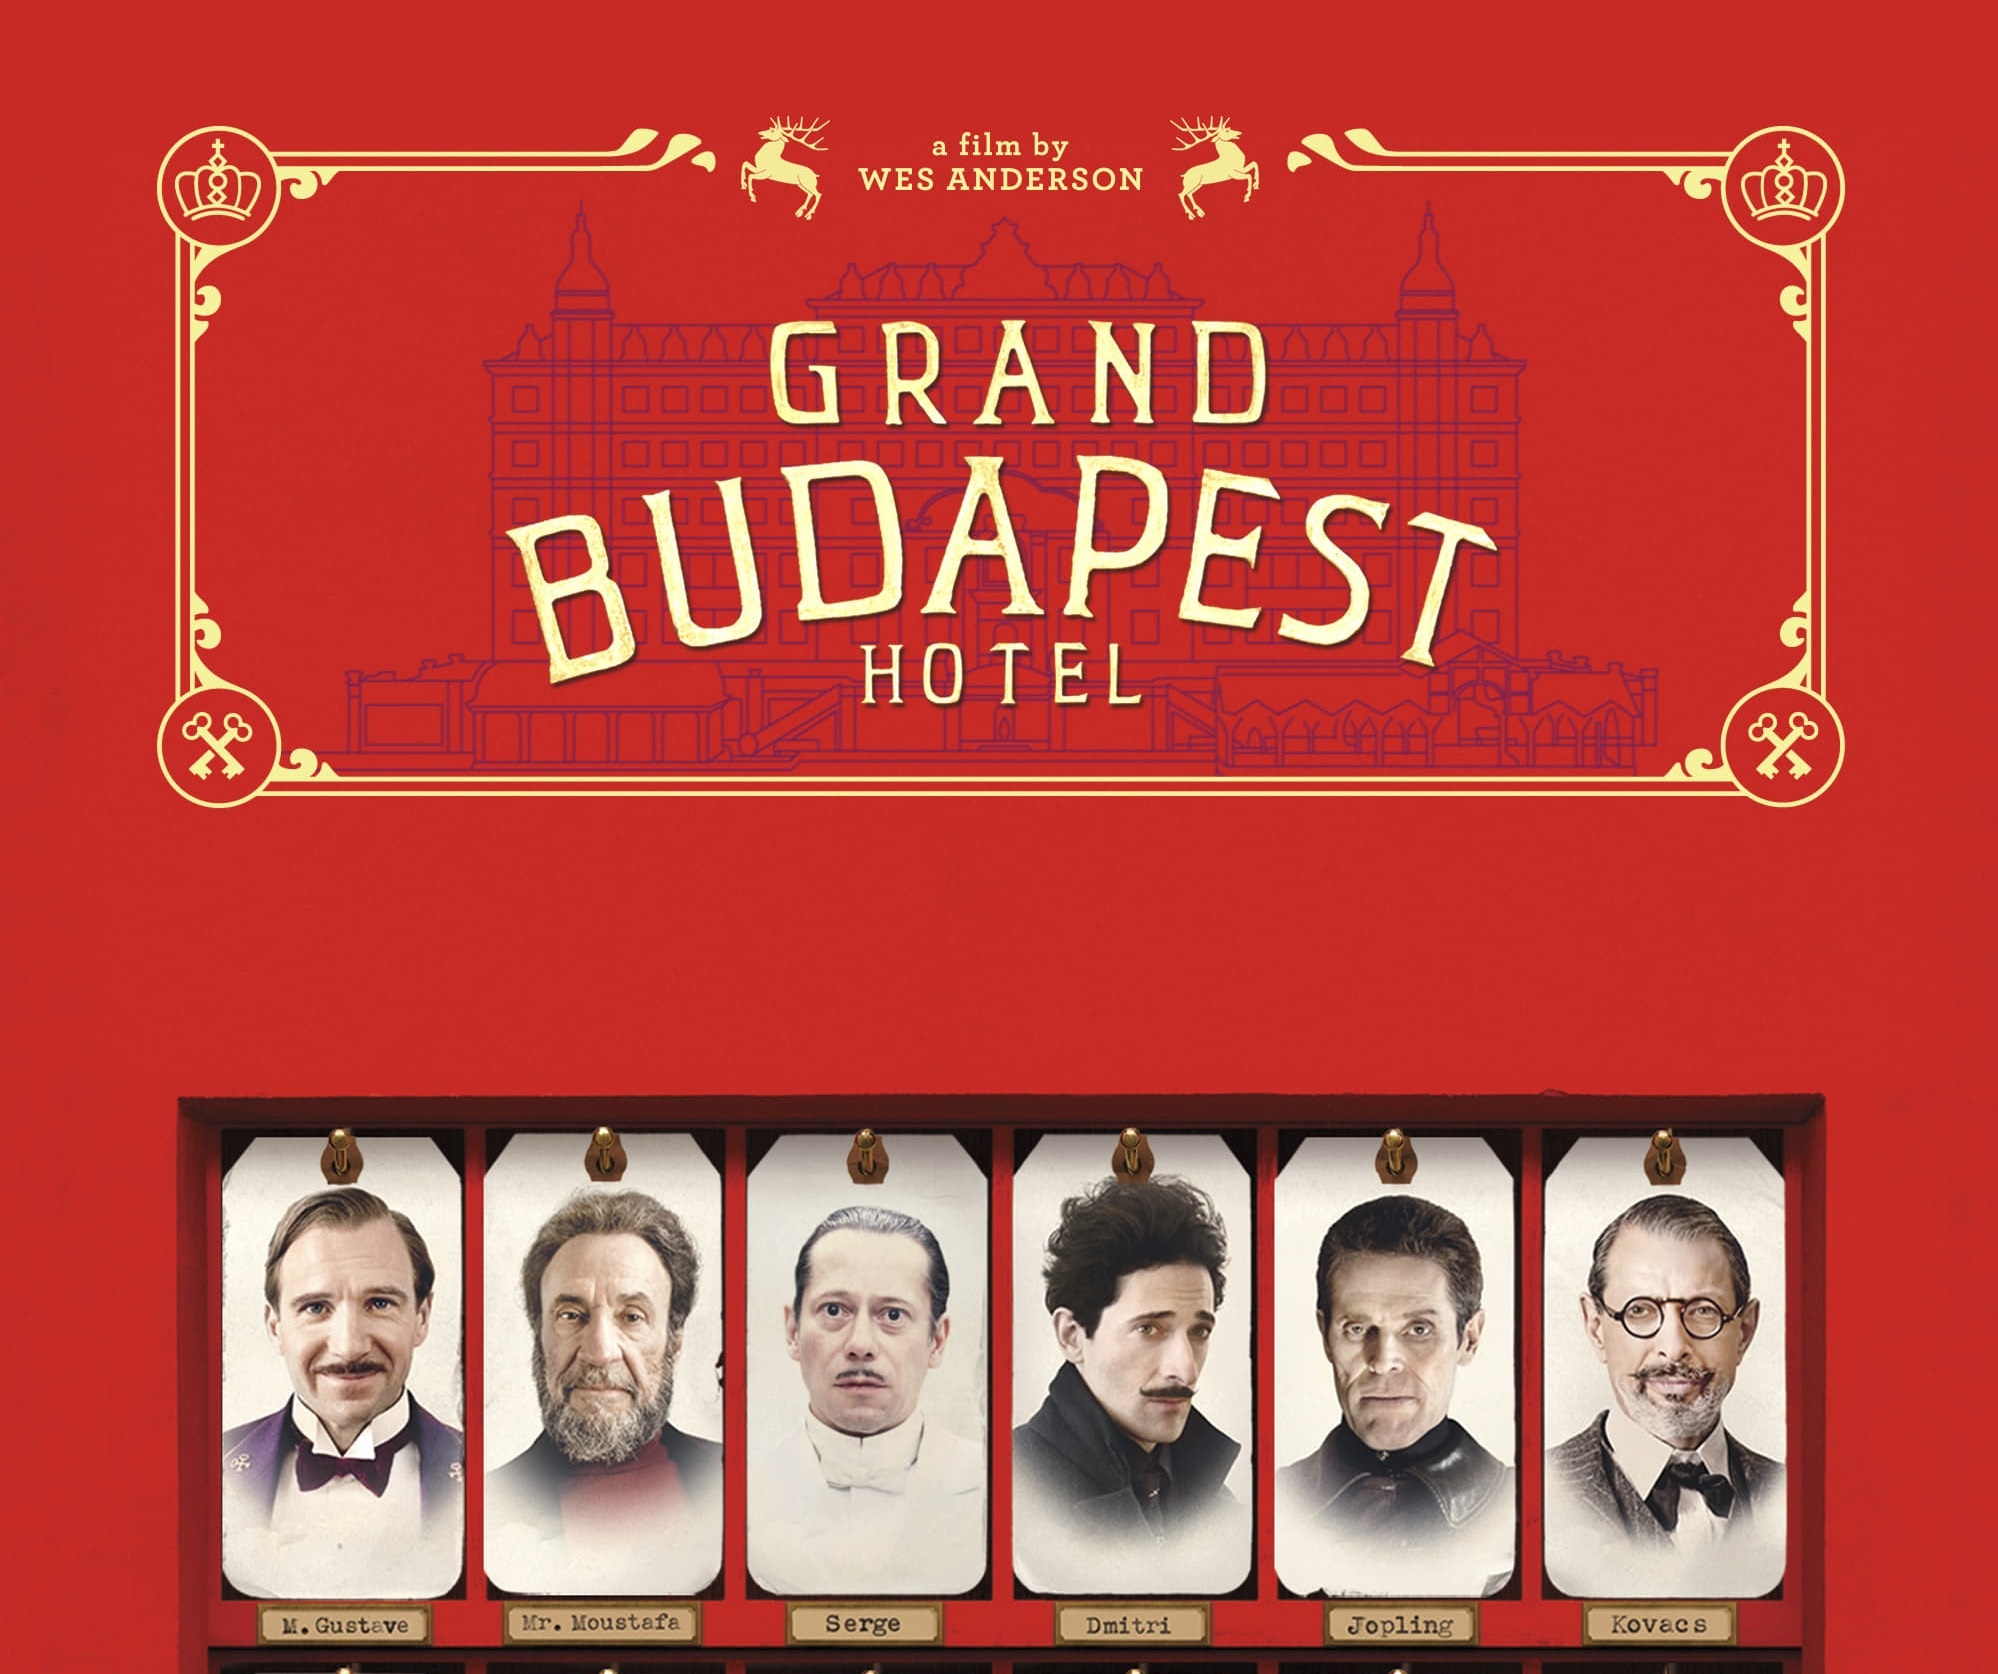 a film by
WES ANDERSON
GRAND
BUDAPEST
HOTEL
M. Gustave
Mr. Moustafa
Serge
Dmitri
Jopling
Kovacs